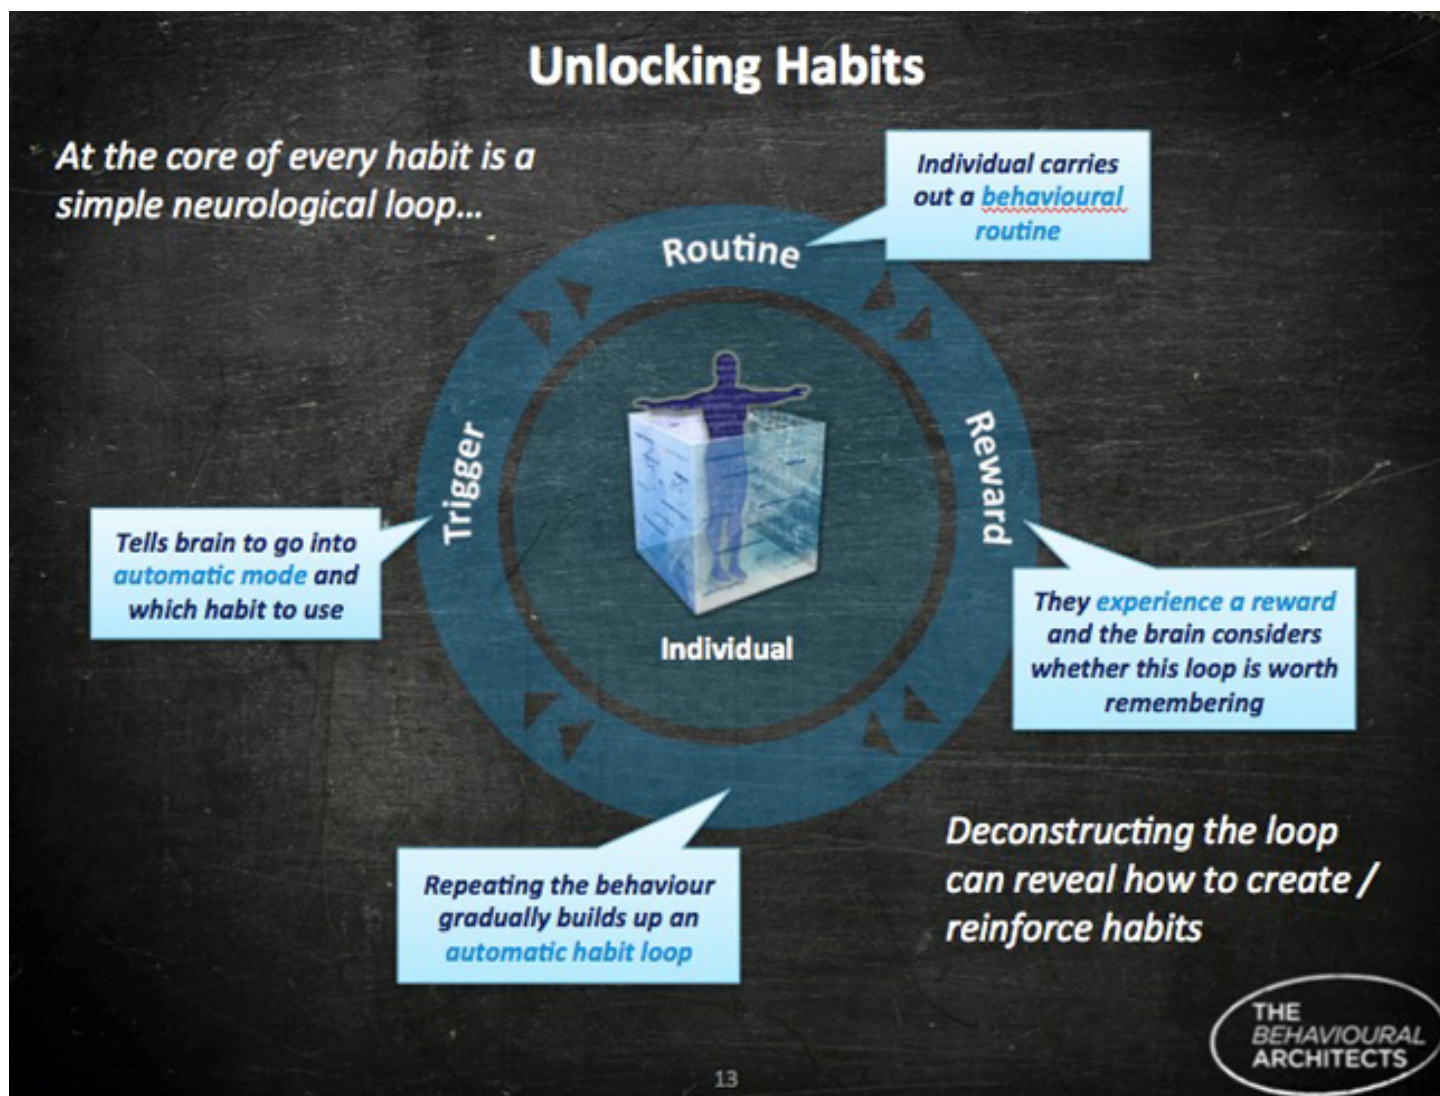 Unlocking Habits
At the core of every habit is a
simple neurological loop...
Individual carries
out a behavioural
routine
Routine
Trigger
Reward
Tells brain to go into
automatic mode and
which habit to use
They experience a reward
and the brain considers
whether this loop is worth
remembering
Individual
Repeating the behaviour
gradually builds up an
automatic habit loop
Deconstructing the loop
can reveal how to create /
reinforce habits
THE
BEHAVIOURAL
ARCHITECTS
13